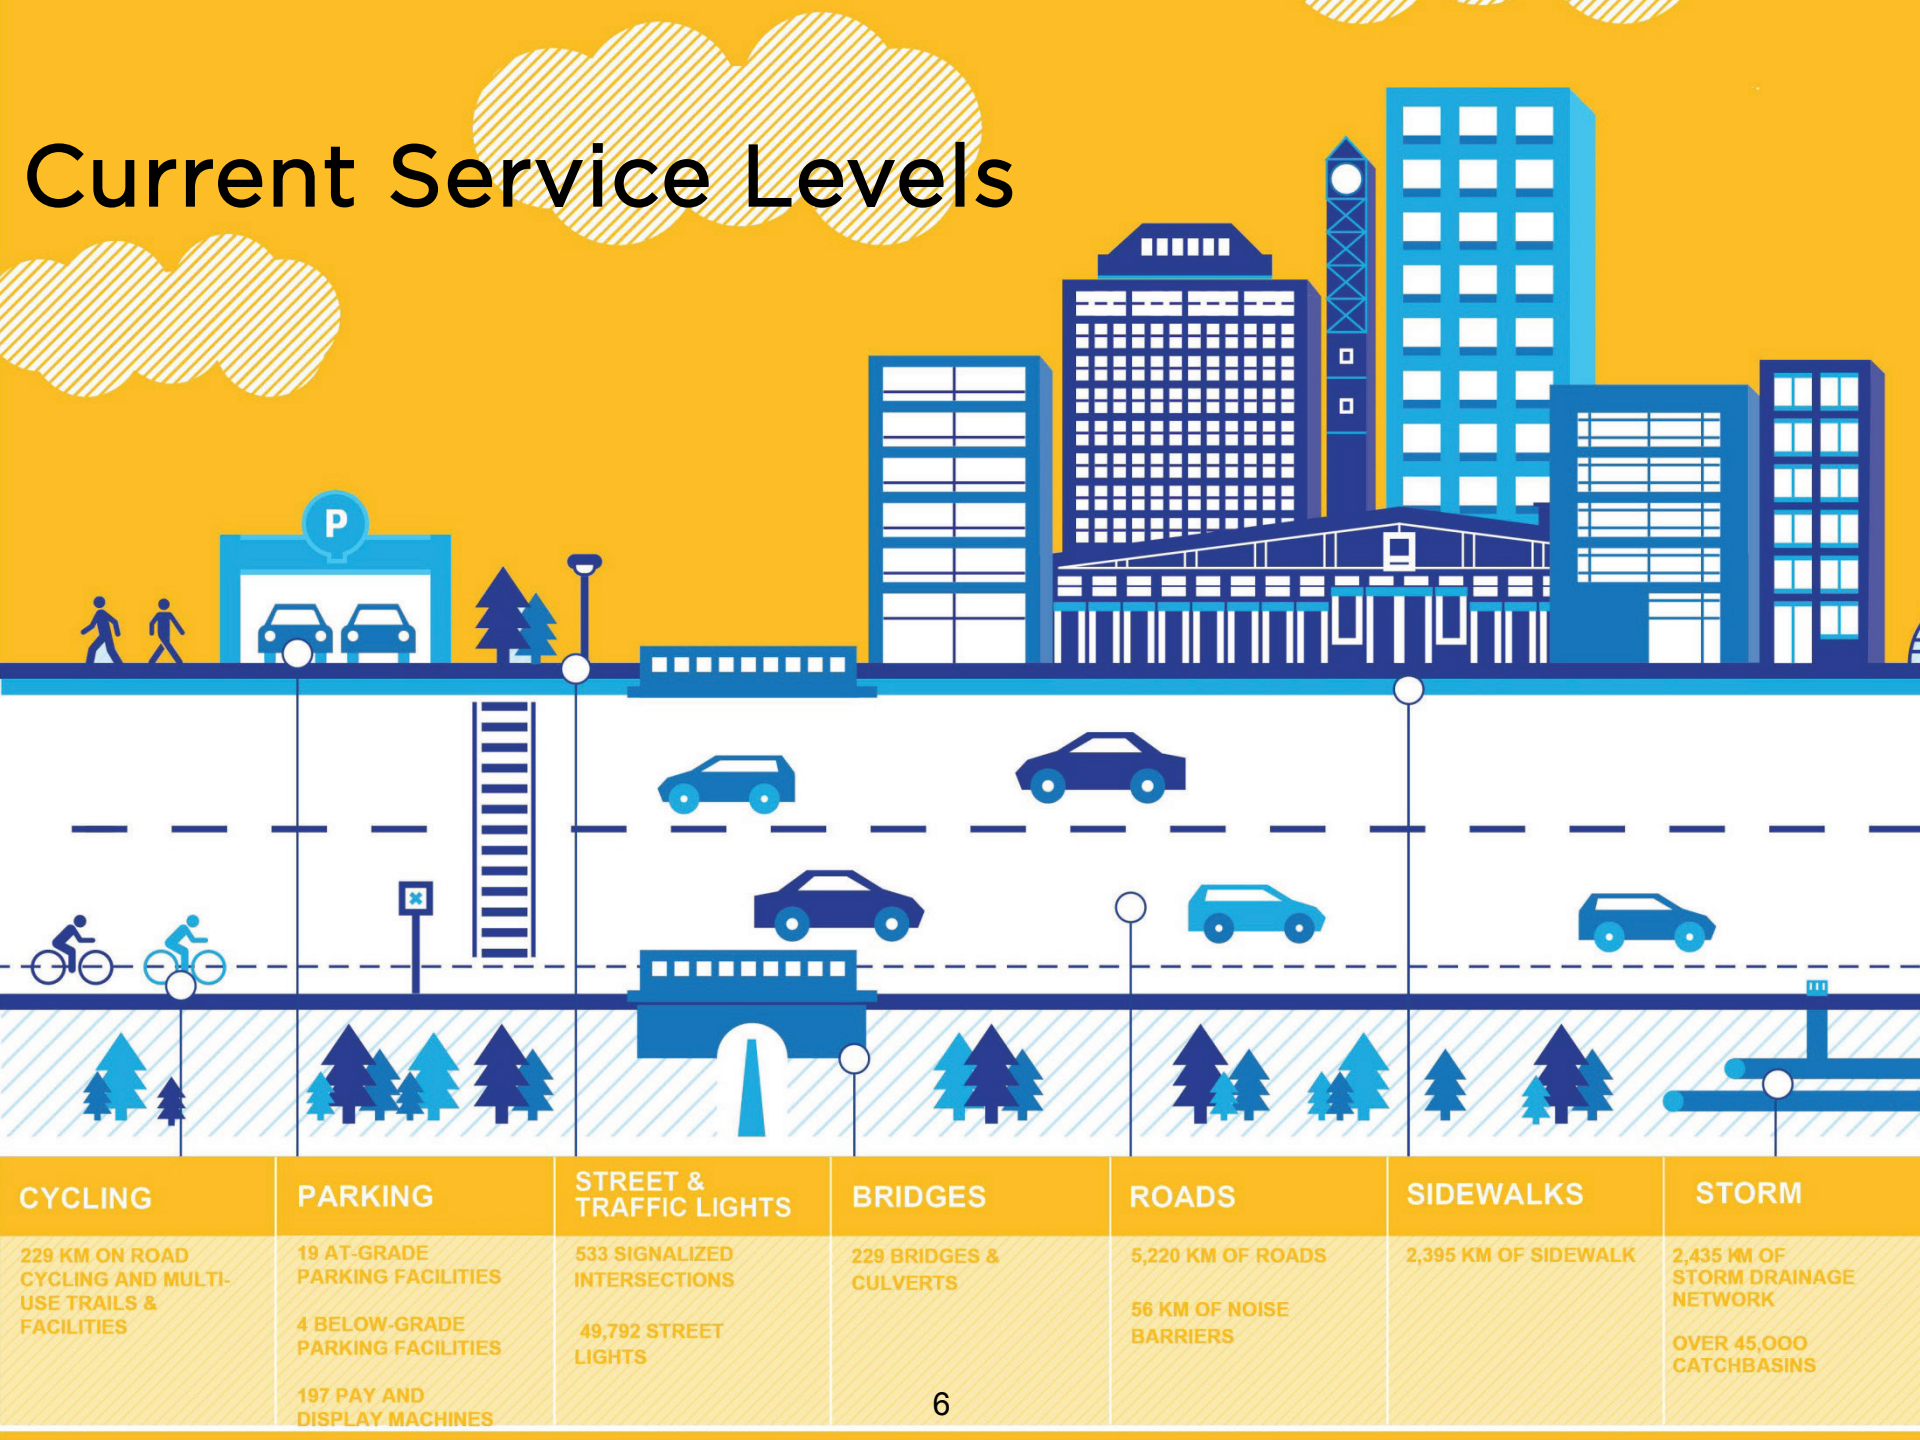 Current Service Levels
P
CYCLING
229 KM ON ROAD
CYCLING AND MULTI-
USE TRAILS &
FACILITIES
PARKING
19 AT-GRADE
PARKING FACILITIES
4 BELOW-GRADE
PARKING FACILITIES
197 PAY AND
DISPLAY MACHINES
STREET &
TRAFFIC LIGHTS
533 SIGNALIZED
INTERSECTIONS
49,792 STREET
LIGHTS
BRIDGES
229 BRIDGES &
CULVERTS
ROADS
5,220 KM OF ROADS
56 KM OF NOISE
BARRIERS
SIDEWALKS
2,395 KM OF SIDEWALK
STORM
2,435 KM OF
STORM DRAINAGE
NETWORK
OVER 45,000
CATCHBASINS
6